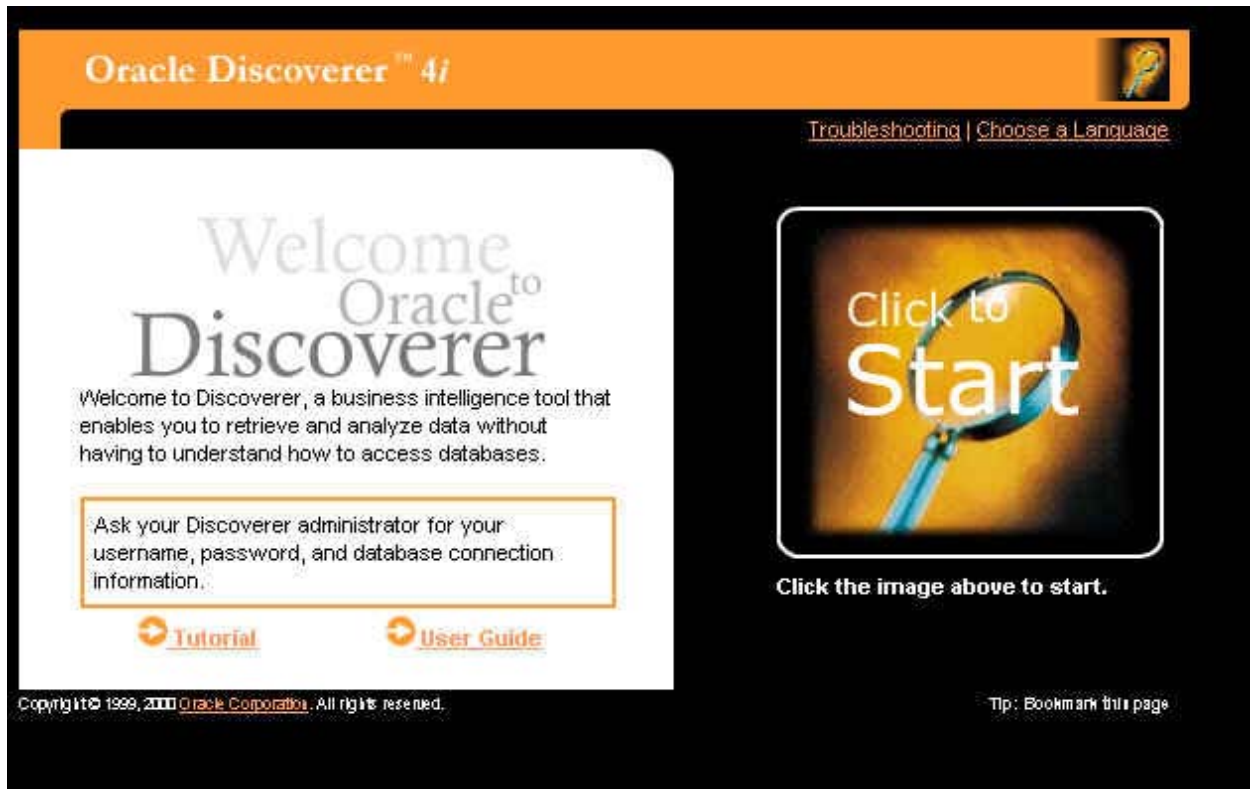 Oracle Discoverer ™ 4i
Troubleshooting | Choose a Language
Welcome
to
Oracle
Discoverer
Welcome to Discoverer, a business intelligence tool that
enables you to retrieve and analyze data without
having to understand how to access databases.
Ask your Discoverer administrator for your
username, password, and database connection
information.
Tutorial
User Guide
Click to
Start
Click the image above to start.
Copyright© 1999, 2000 Oracle Corporation. All rights reserved.
Tip: Bookmark this page